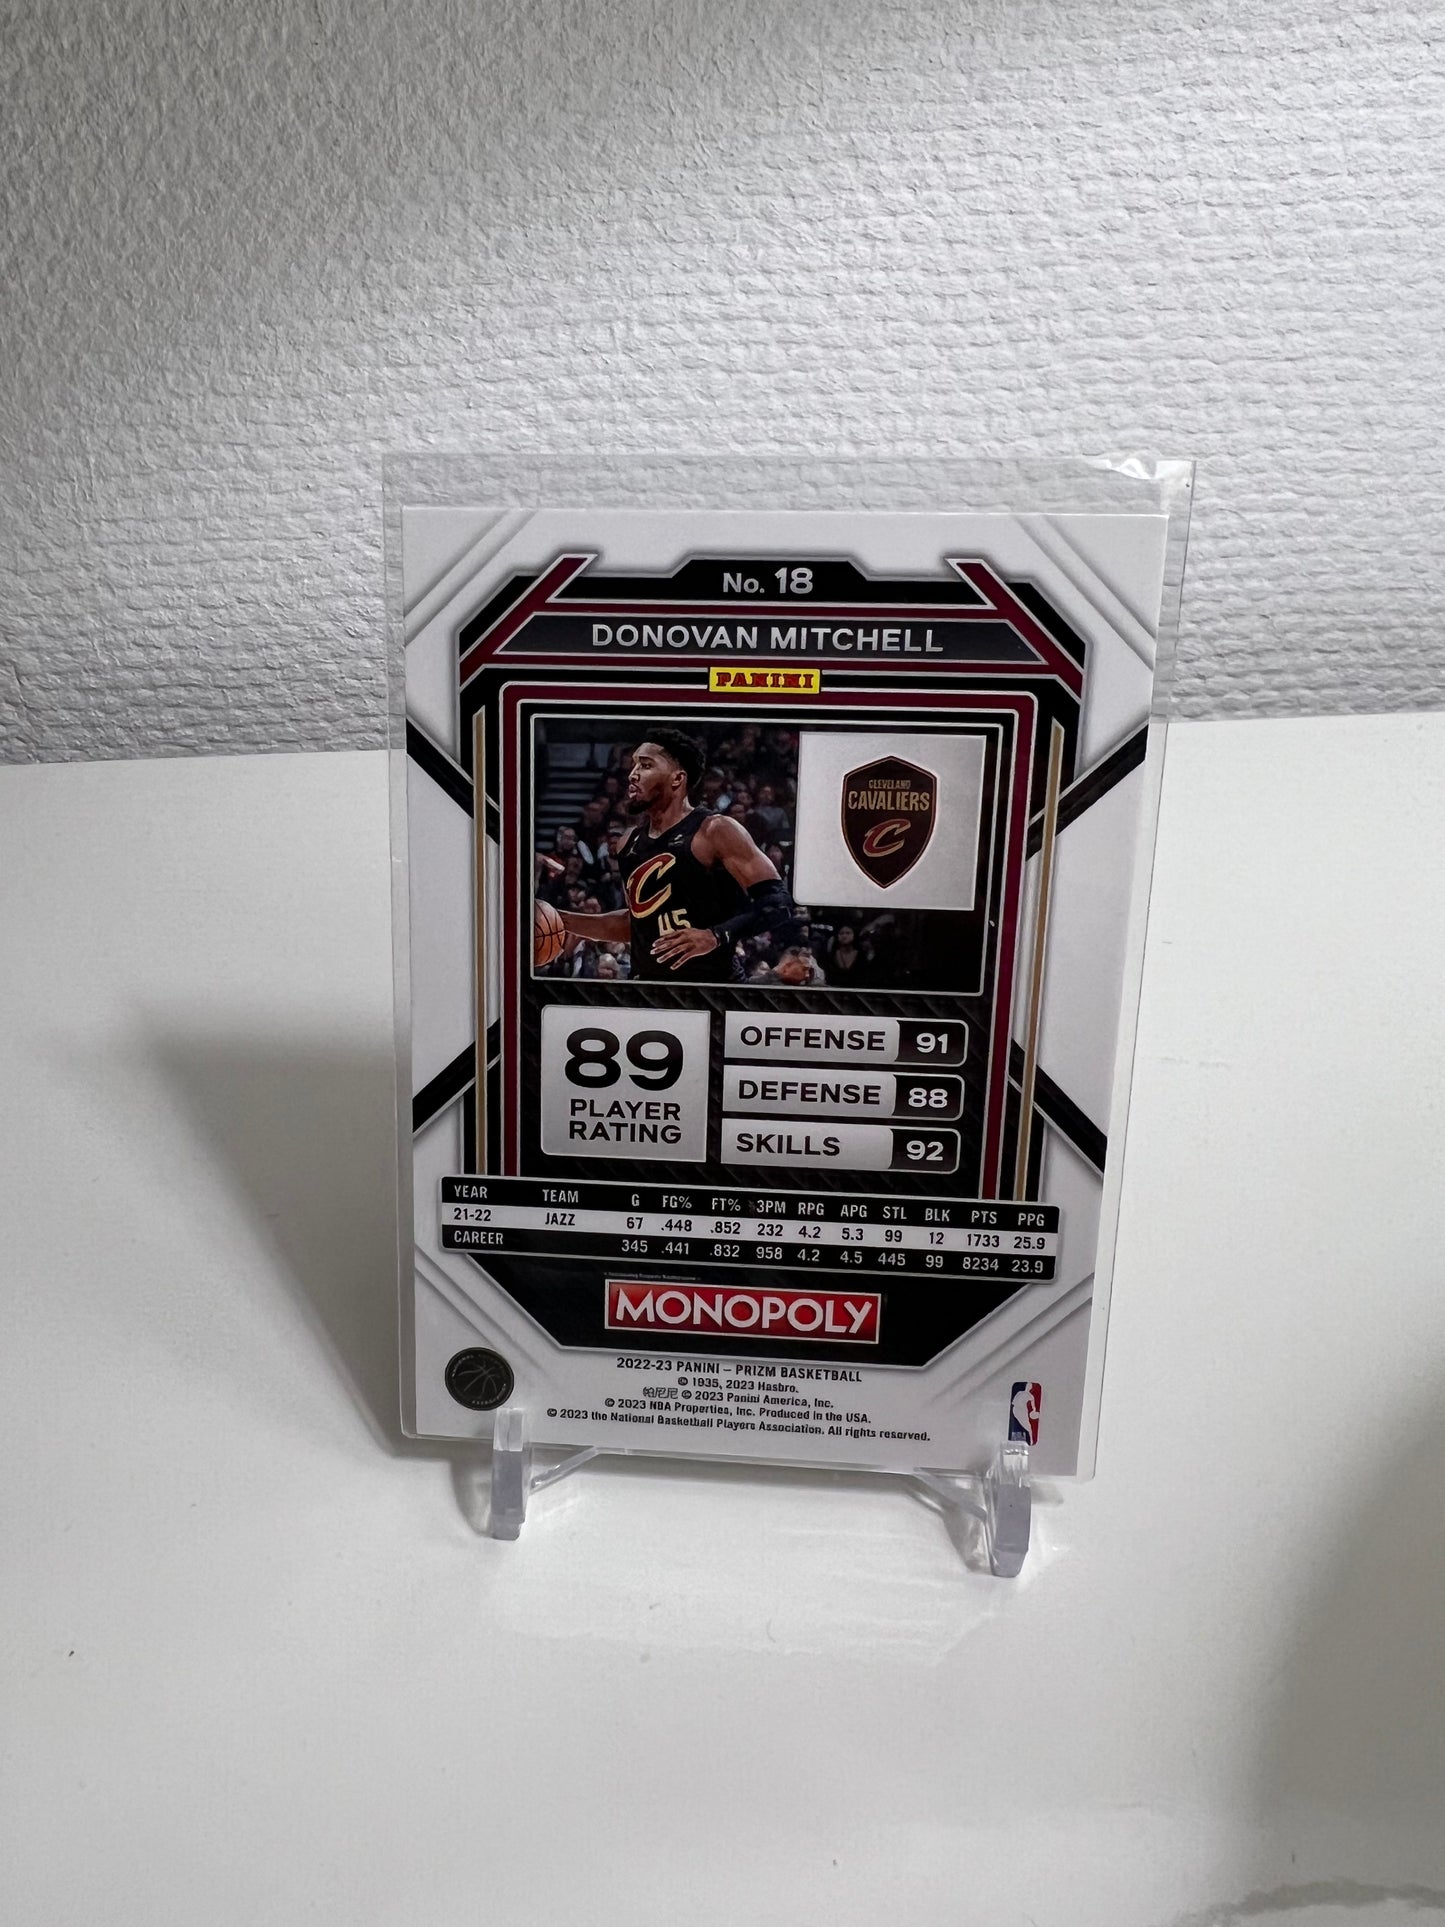 No. 18
DONOVAN MITCHELL
PANINI
CLEVELAND
CAVALIERS
C
C
45
89
PLAYER
RATING
OFFENSE 91
DEFENSE 88
SKILLS 92
YEAR TEAM G FG% FT% 3PM RPG APG STL BLK PTS PPG
21-22 JAZZ 67 .448 .852 232 4.2 5.3 99 12 1733 25.9
CAREER 345 .441 .832 958 4.2 4.5 445 99 8234 23.9
MONOPOLY
2022-23 PANINI – PRIZM BASKETBALL
© 1935, 2023 Hasbro.
帕尼尼 © 2023 Panini America, Inc.
© 2023 NBA Properties, Inc. Produced in the USA.
© 2023 the National Basketball Players Association. All rights reserved.